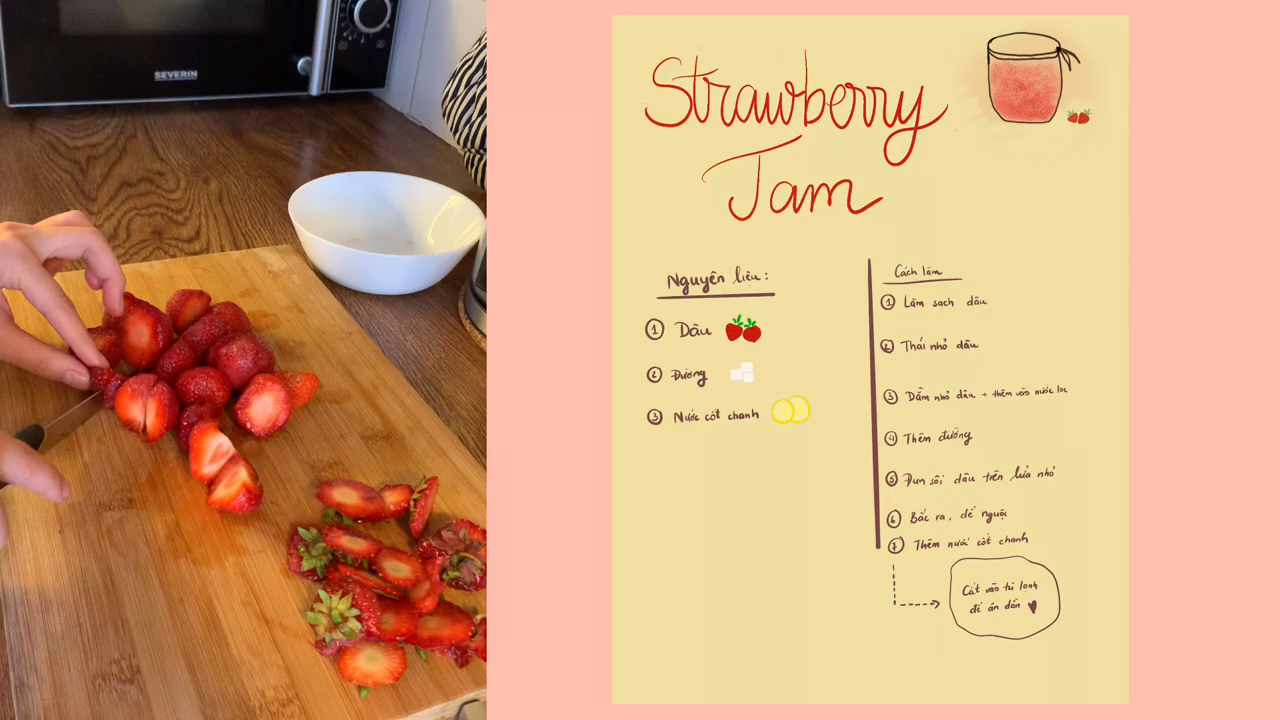 SEVERIN
Strawberry
Jam
Nguyên liệu:
① Dâu
② Đường
③ Nước cốt chanh
Cách làm
① Làm sạch dâu
② Thái nhỏ dâu
③ Dầm nhỏ dâu + thêm vào nước lọc
④ Thêm đường
⑤ Đun sôi dâu trên lửa nhỏ
⑥ Bắc ra, để nguội
⑦ Thêm nước cốt chanh
Cất vào tủ lạnh
để ăn dần ♥